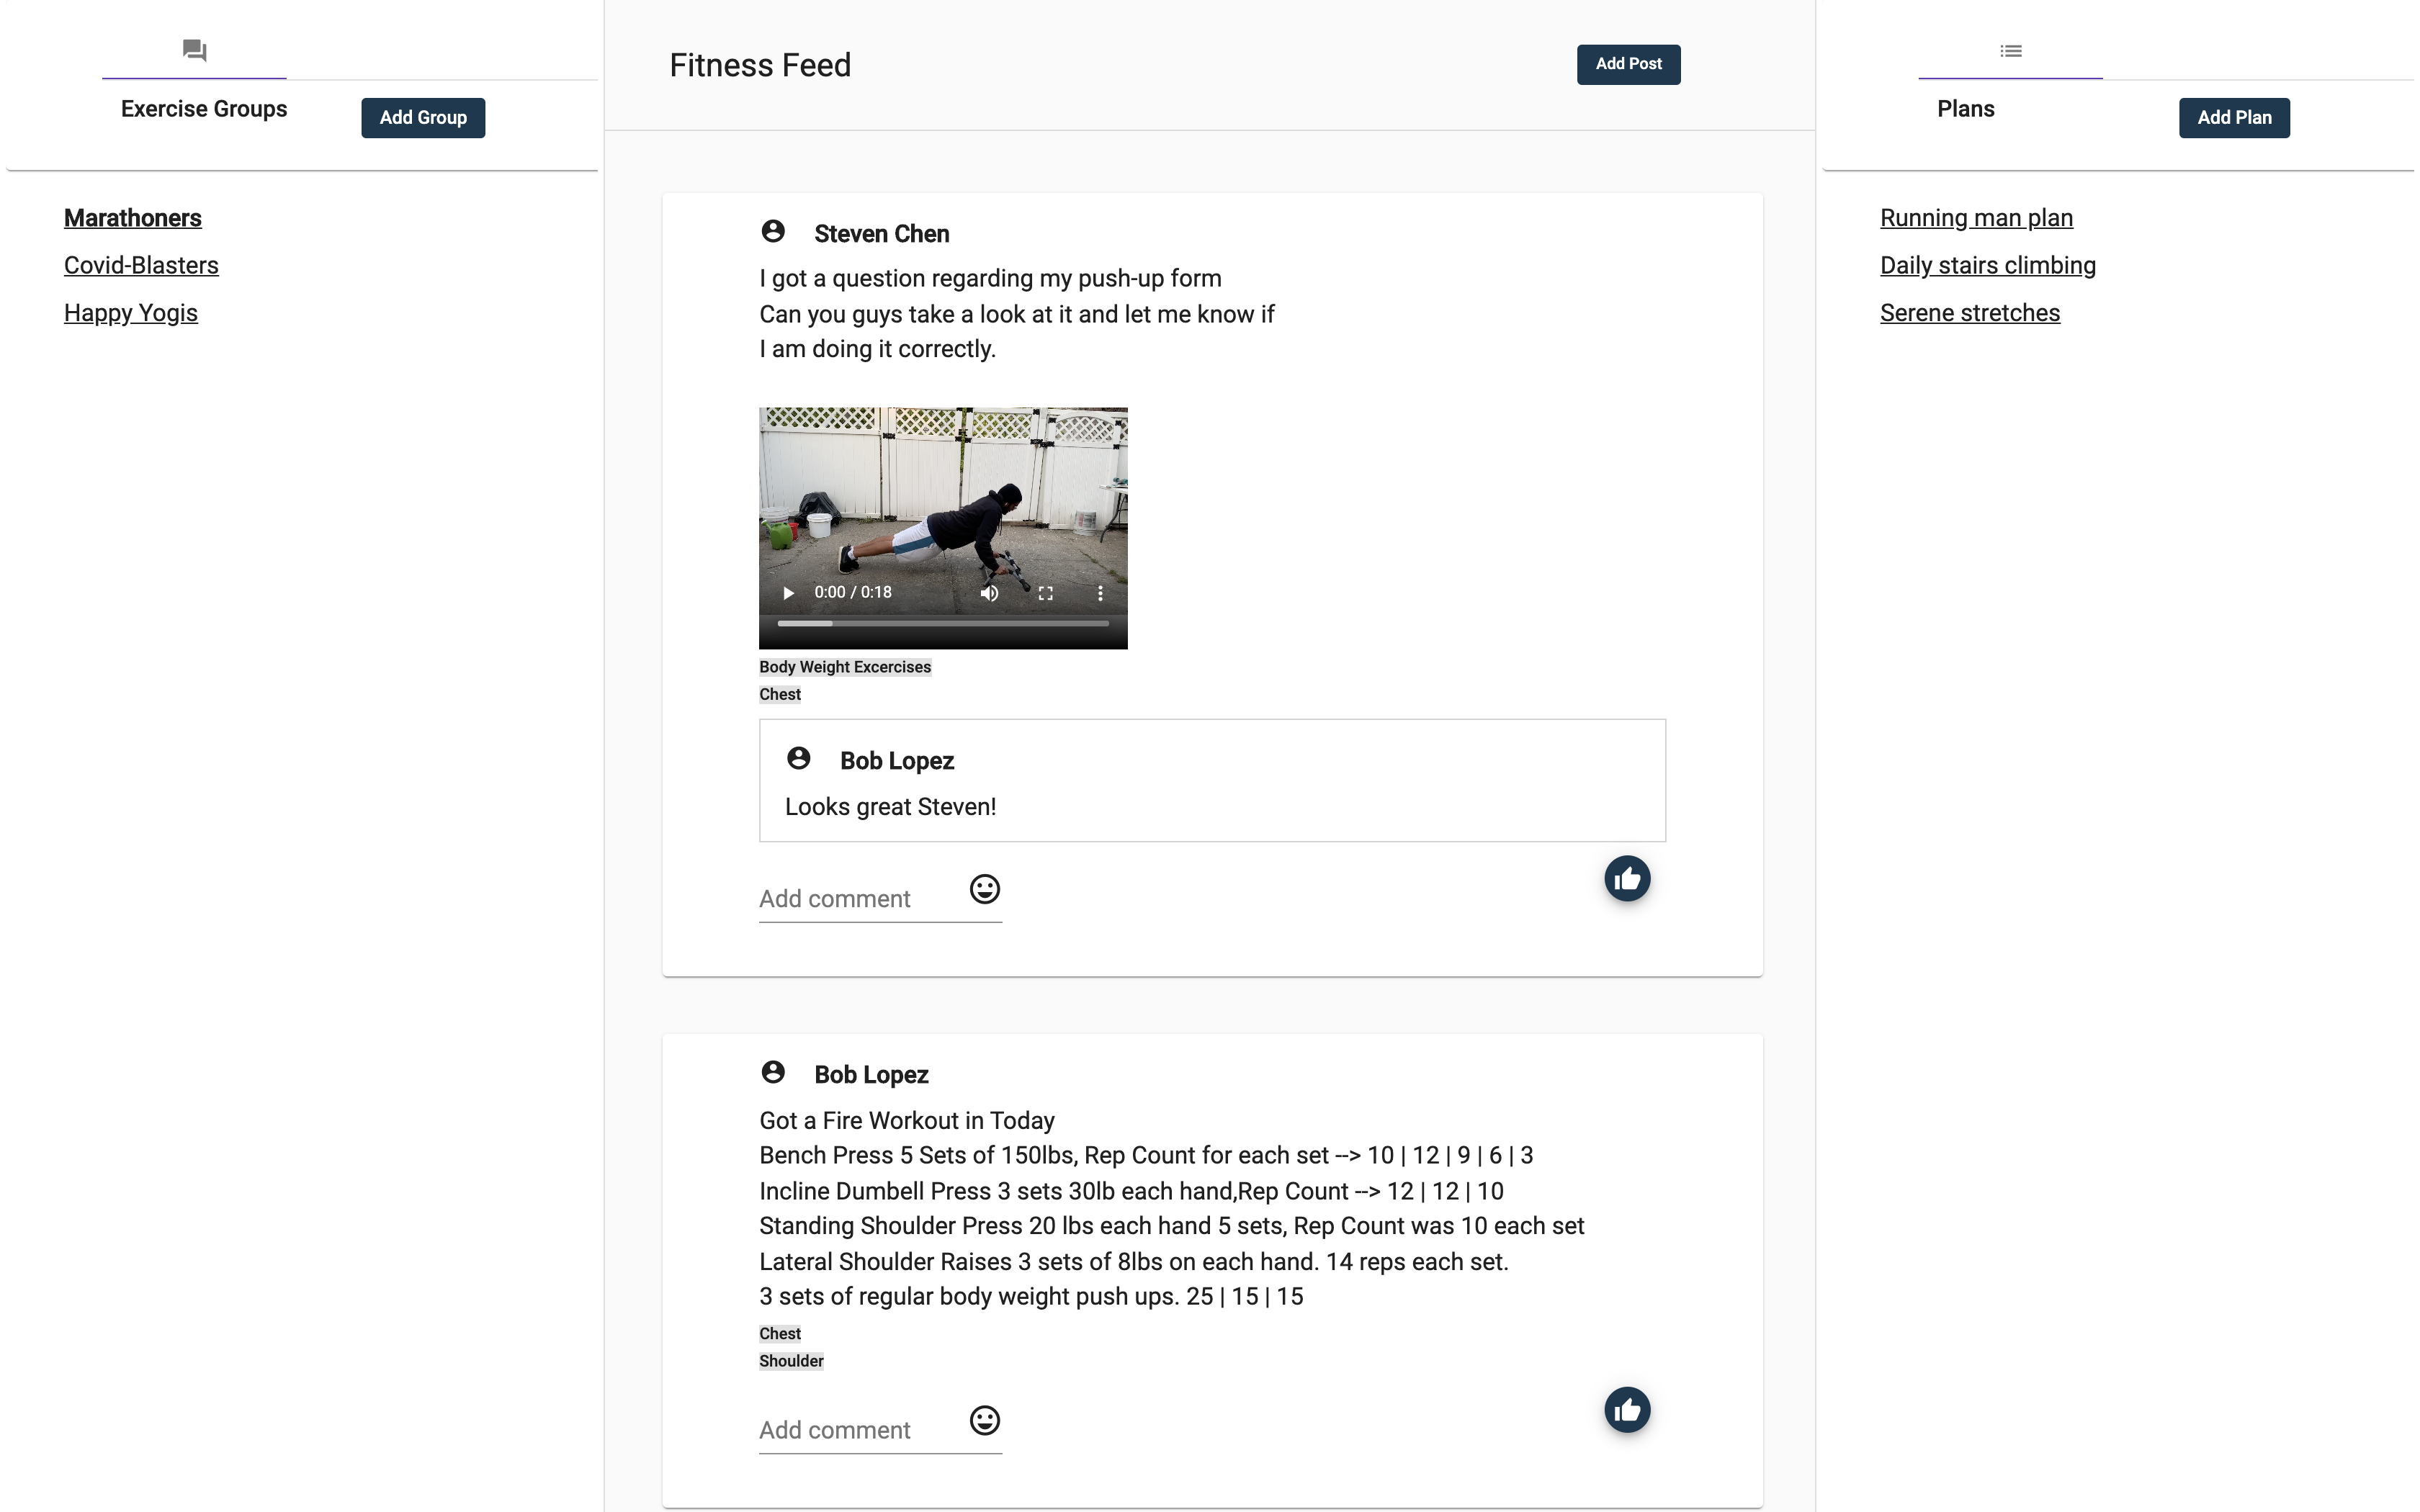 Exercise Groups
Add Group
Marathoners
Covid-Blasters
Happy Yogis
Fitness Feed
Add Post
Steven Chen
I got a question regarding my push-up form
Can you guys take a look at it and let me know if
I am doing it correctly.
0:00 / 0:18
Body Weight Excercises
Chest
Bob Lopez
Looks great Steven!
Add comment
Bob Lopez
Got a Fire Workout in Today
Bench Press 5 Sets of 150lbs, Rep Count for each set --> 10 | 12 | 9 | 6 | 3
Incline Dumbell Press 3 sets 30lb each hand,Rep Count --> 12 | 12 | 10
Standing Shoulder Press 20 lbs each hand 5 sets, Rep Count was 10 each set
Lateral Shoulder Raises 3 sets of 8lbs on each hand. 14 reps each set.
3 sets of regular body weight push ups. 25 | 15 | 15
Chest
Shoulder
Add comment
Plans
Add Plan
Running man plan
Daily stairs climbing
Serene stretches